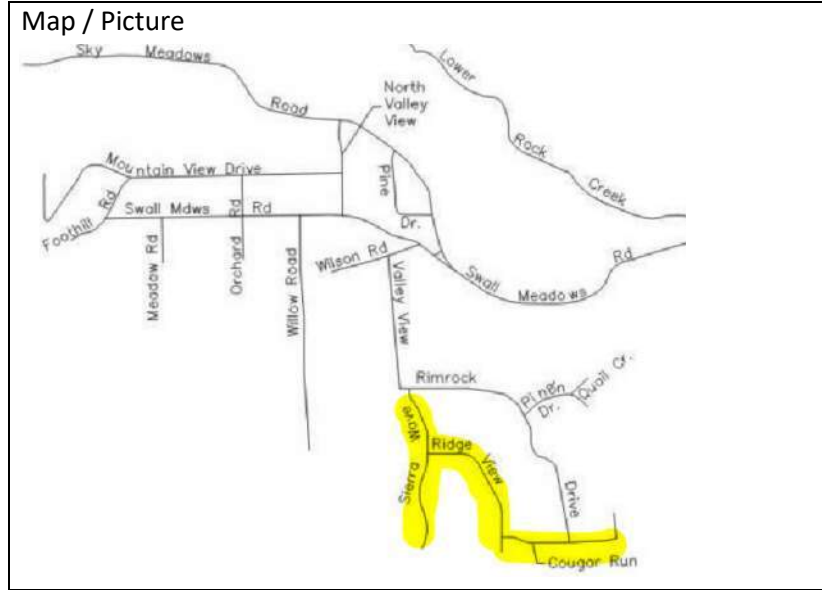 Map / Picture
Sky Meadows Road
North
Valley
View
Lower Rock Creek
Mountain View Drive
Pine Dr.
Foothill Rd
Swall Mdws Rd
Meadow Rd
Orchard Rd
Willow Road
Wilson Rd
Valley View
Swall Meadows Rd
Rimrock Drive
Pin&n Dr.
Quail Cr.
Sierra Wave
Ridge View
Cougar Run